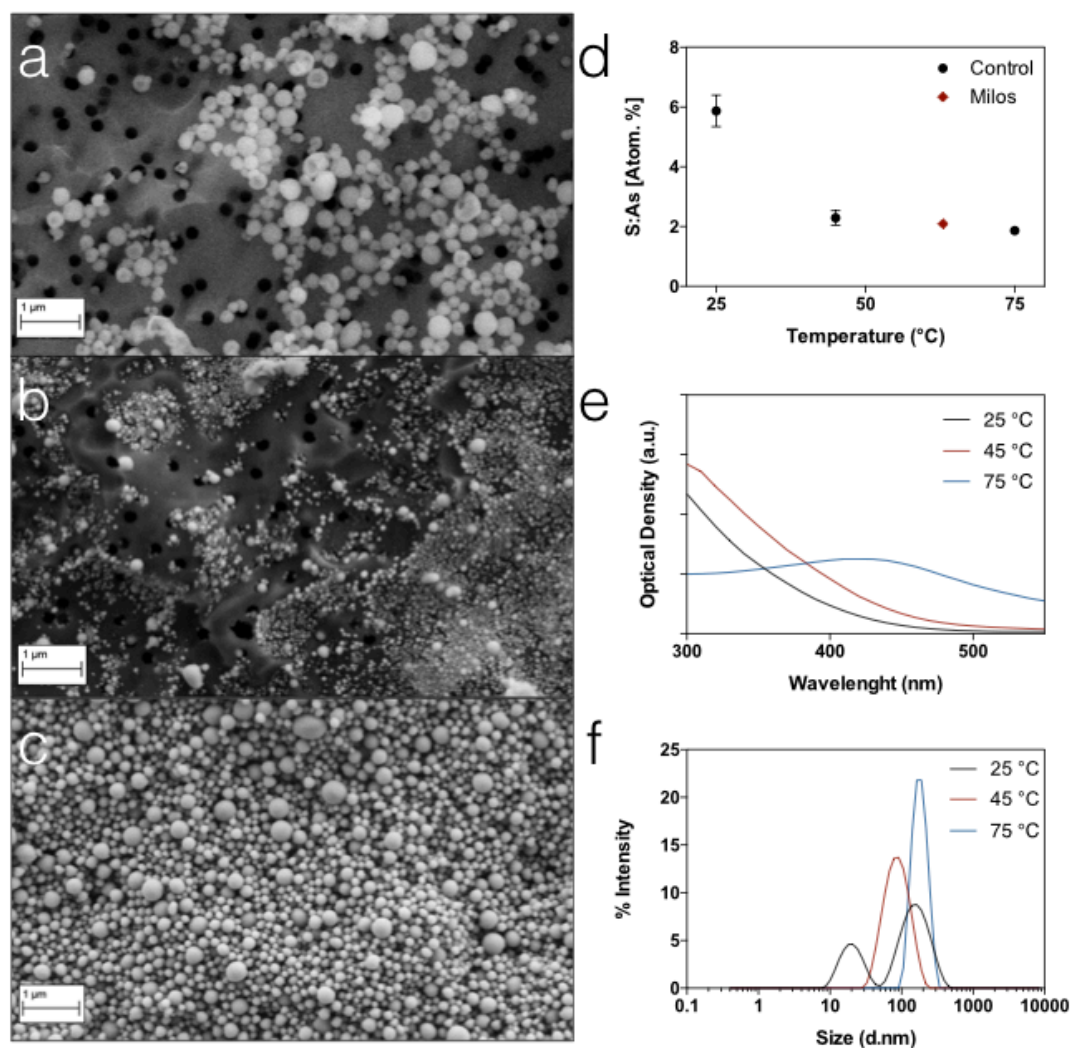 a
1 µm
b
1 µm
c
1 µm
d
8
6
4
2
0
S:As [Atom. %]
Control
Milos
25
50
75
Temperature (°C)
e
Optical Density (a.u.)
25 °C
45 °C
75 °C
300
400
500
Wavelenght (nm)
f
25
20
15
10
5
0
% Intensity
25 °C
45 °C
75 °C
0.1
1
10
100
1000
10000
Size (d.nm)